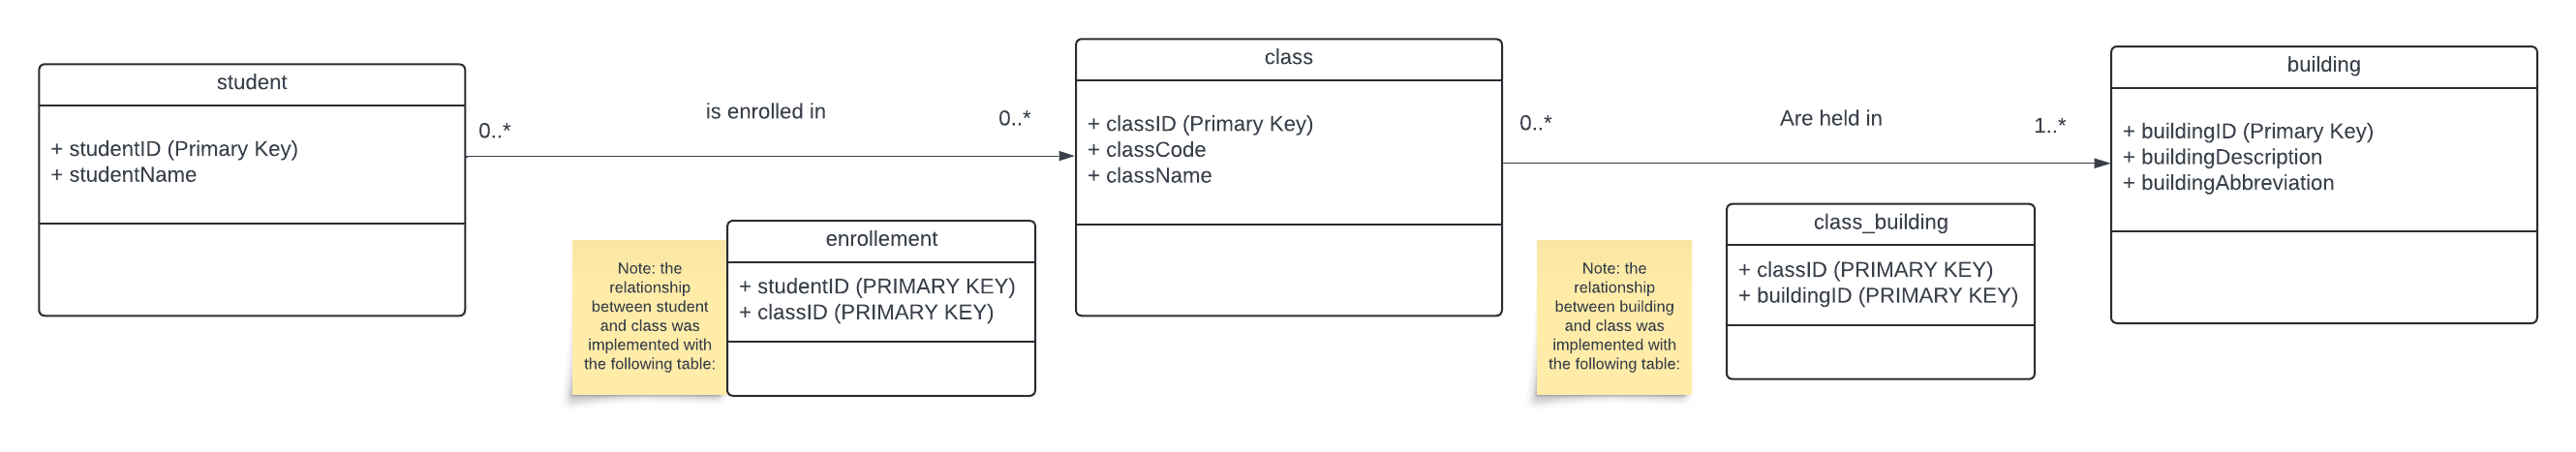 student
+ studentID (Primary Key)
+ studentName
0..*
is enrolled in
0..*
Note: the
relationship
between student
and class was
implemented with
the following table:
enrollement
+ studentID (PRIMARY KEY)
+ classID (PRIMARY KEY)
class
+ classID (Primary Key)
+ classCode
+ className
0..*
Are held in
1..*
Note: the
relationship
between building
and class was
implemented with
the following table:
class_building
+ classID (PRIMARY KEY)
+ buildingID (PRIMARY KEY)
building
+ buildingID (Primary Key)
+ buildingDescription
+ buildingAbbreviation